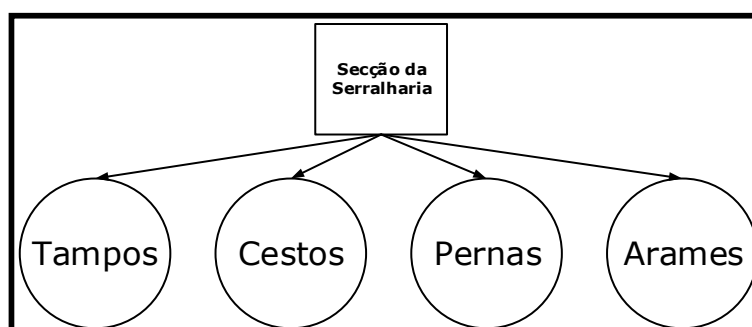 Secção da
Serralharia
Tampos
Cestos
Pernas
Arames